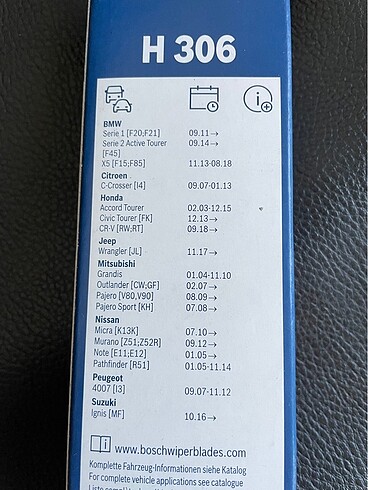 H 306
BMW
Serie 1 [F20;F21] 09.11→
Serie 2 Active Tourer 09.14→
[F45]
X5 [F15;F85] 11.13-08.18
Citroen
C-Crosser [I4] 09.07-01.13
Honda
Accord Tourer 02.03-12.15
Civic Tourer [FK] 12.13→
CR-V [RW;RT] 09.18→
Jeep
Wrangler [JL] 11.17→
Mitsubishi
Grandis 01.04-11.10
Outlander [CW;GF] 02.07→
Pajero [V80,V90] 08.09→
Pajero Sport [KH] 07.08→
Nissan
Micra [K13K] 07.10→
Murano [Z51;Z52R] 09.12→
Note [E11;E12] 01.05→
Pathfinder [R51] 01.05-11.14
Peugeot
4007 [I3] 09.07-11.12
Suzuki
Ignis [MF] 10.16→
www.boschwiperblades.com
Komplette Fahrzeug-Informationen siehe Katalog
For complete vehicle applications see catalogue